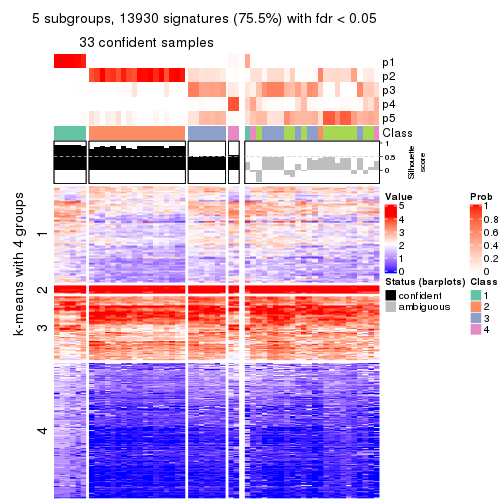 5 subgroups, 13930 signatures (75.5%) with fdr < 0.05
33 confident samples
p1
p2
p3
p4
p5
Class
1
0.5
0
Silhouette
score
k-means with 4 groups
1
2
3
4
Value
5
4
3
2
1
0
Prob
1
0.8
0.6
0.4
0.2
0
Status (barplots)
confident
ambiguous
Class
1
2
3
4